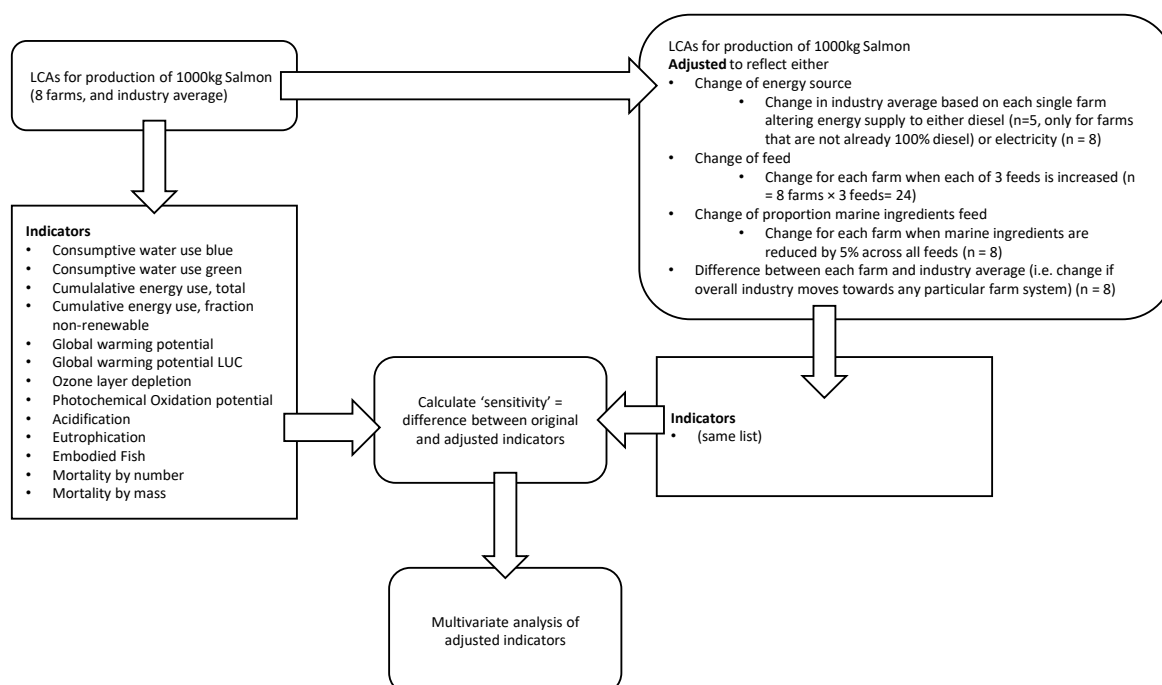 LCAs for production of 1000kg Salmon
(8 farms, and industry average)
LCAs for production of 1000kg Salmon
Adjusted to reflect either
• Change of energy source
• Change in industry average based on each single farm
altering energy supply to either diesel (n=5, only for farms
that are not already 100% diesel) or electricity (n = 8)
• Change of feed
• Change for each farm when each of 3 feeds is increased (n
= 8 farms × 3 feeds= 24)
• Change of proportion marine ingredients feed
• Change for each farm when marine ingredients are
reduced by 5% across all feeds (n = 8)
• Difference between each farm and industry average (i.e. change if
overall industry moves towards any particular farm system) (n = 8)
Indicators
• Consumptive water use blue
• Consumptive water use green
• Cumulalative energy use, total
• Cumulative energy use, fraction
non-renewable
• Global warming potential
• Global warming potential LUC
• Ozone layer depletion
• Photochemical Oxidation potential
• Acidification
• Eutrophication
• Embodied Fish
• Mortality by number
• Mortality by mass
Calculate ‘sensitivity’ =
difference between original
and adjusted indicators
Indicators
• (same list)
Multivariate analysis of
adjusted indicators